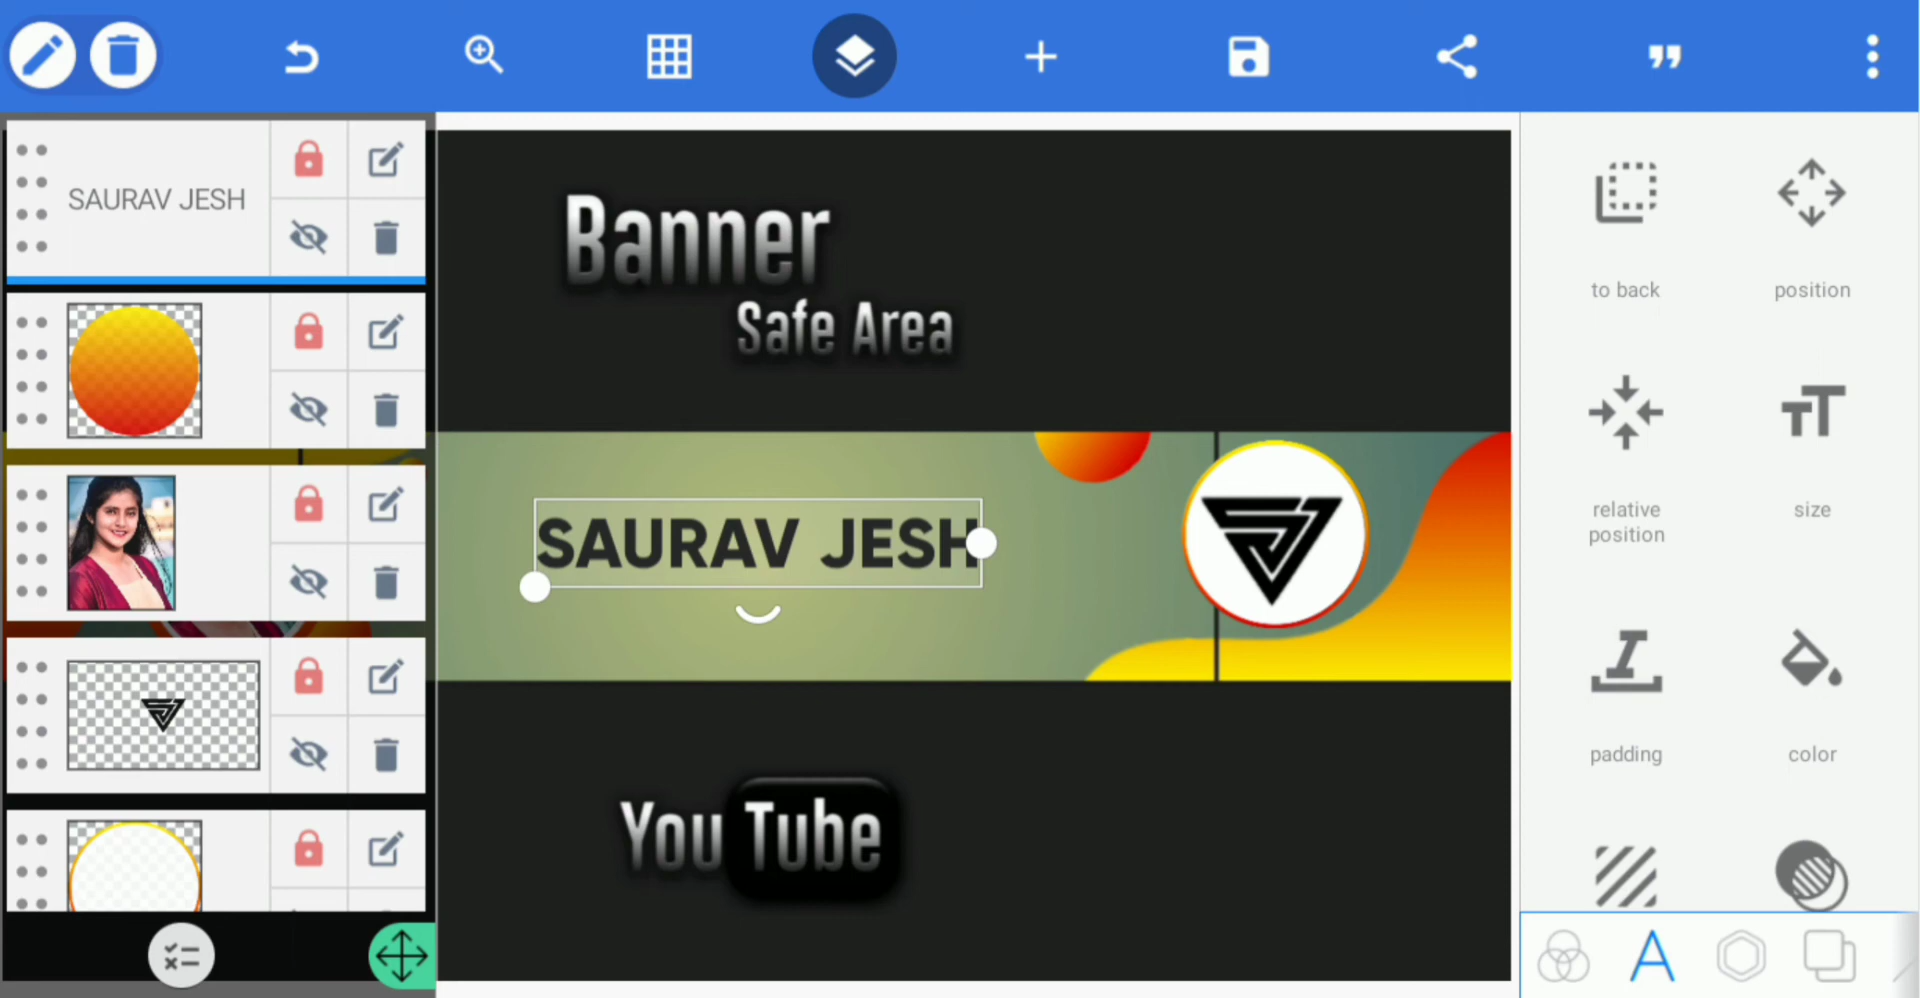 SAURAV JESH
Banner
Safe Area
SAURAV JESH
You Tube
to back
position
relative
position
size
padding
color